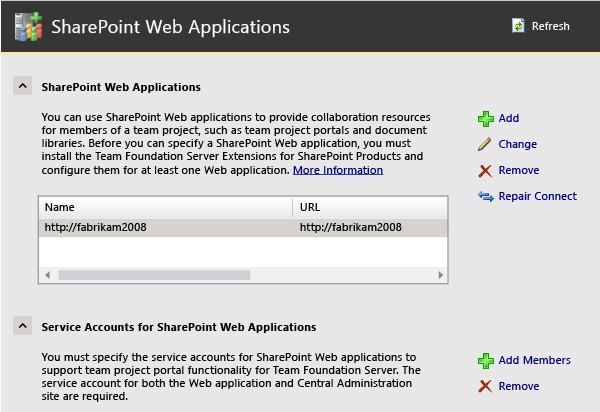 SharePoint Web Applications
Refresh
SharePoint Web Applications
You can use SharePoint Web applications to provide collaboration resources
for members of a team project, such as team project portals and document
libraries. Before you can specify a SharePoint Web application, you must
install the Team Foundation Server Extensions for SharePoint Products and
configure them for at least one Web application. More Information
Add
Change
Remove
Repair Connect
Name URL
http://fabrikam2008 http://fabrikam2008
Service Accounts for SharePoint Web Applications
You must specify the service accounts for SharePoint Web applications to
support team project portal functionality for Team Foundation Server. The
service account for both the Web application and Central Administration
site are required.
Add Members
Remove